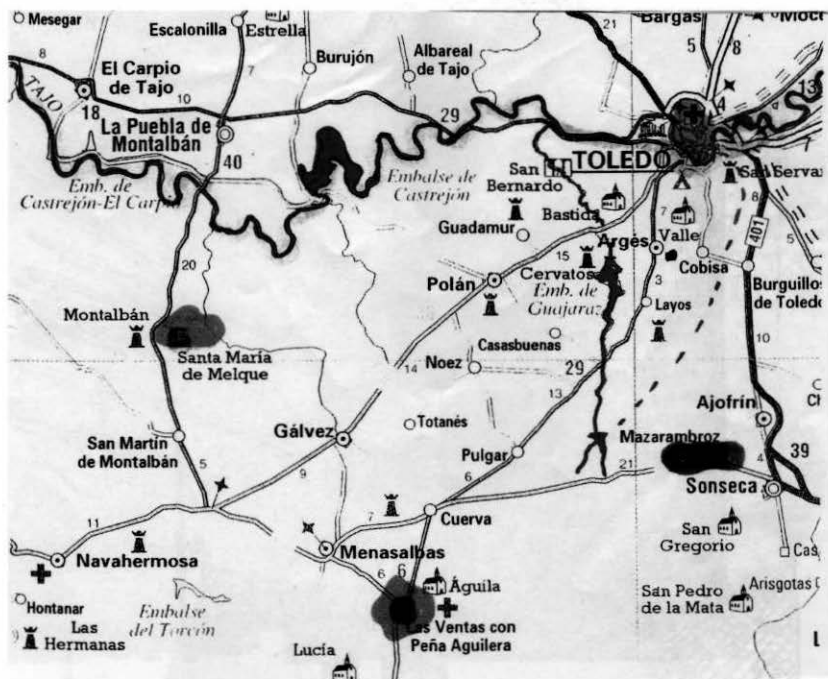 Mesegar
Escalonilla
Estrella
Burujón
Albareal
de Tajo
21
Bargas
5
8
4
13
8
El Carpio
de Tajo
TAJO
18
10
7
29
La Puebla de
Montalbán
40
Emb. de
Embalse de
Castrejón
San
Bernardo
TOLEDO
7
Guadamur
Bastida
Argés
Valle
8
401
5
20
Polán
15
Cervatos
Emb. de
Guajaraz
3
Cobisa
Burguillos
de Toledo
Montalbán
Layos
Santa María
de Melque
Casasbuenas
10
14
Noez
29
13
San Martín
de Montalbán
Gálvez
Totanés
Pulgar
Mazarambroz
Ajofrín
39
5
9
6
21
4
Sonseca
11
7
Cuerva
San
Gregorio
Navahermosa
Menasalbas
6
6
Águila
San Pedro
de la Mata
Arisgotas
Hontanar
Embalse
del Torcón
Las Ventas con
Peña Aguilera
Las
Hermanas
Lucía